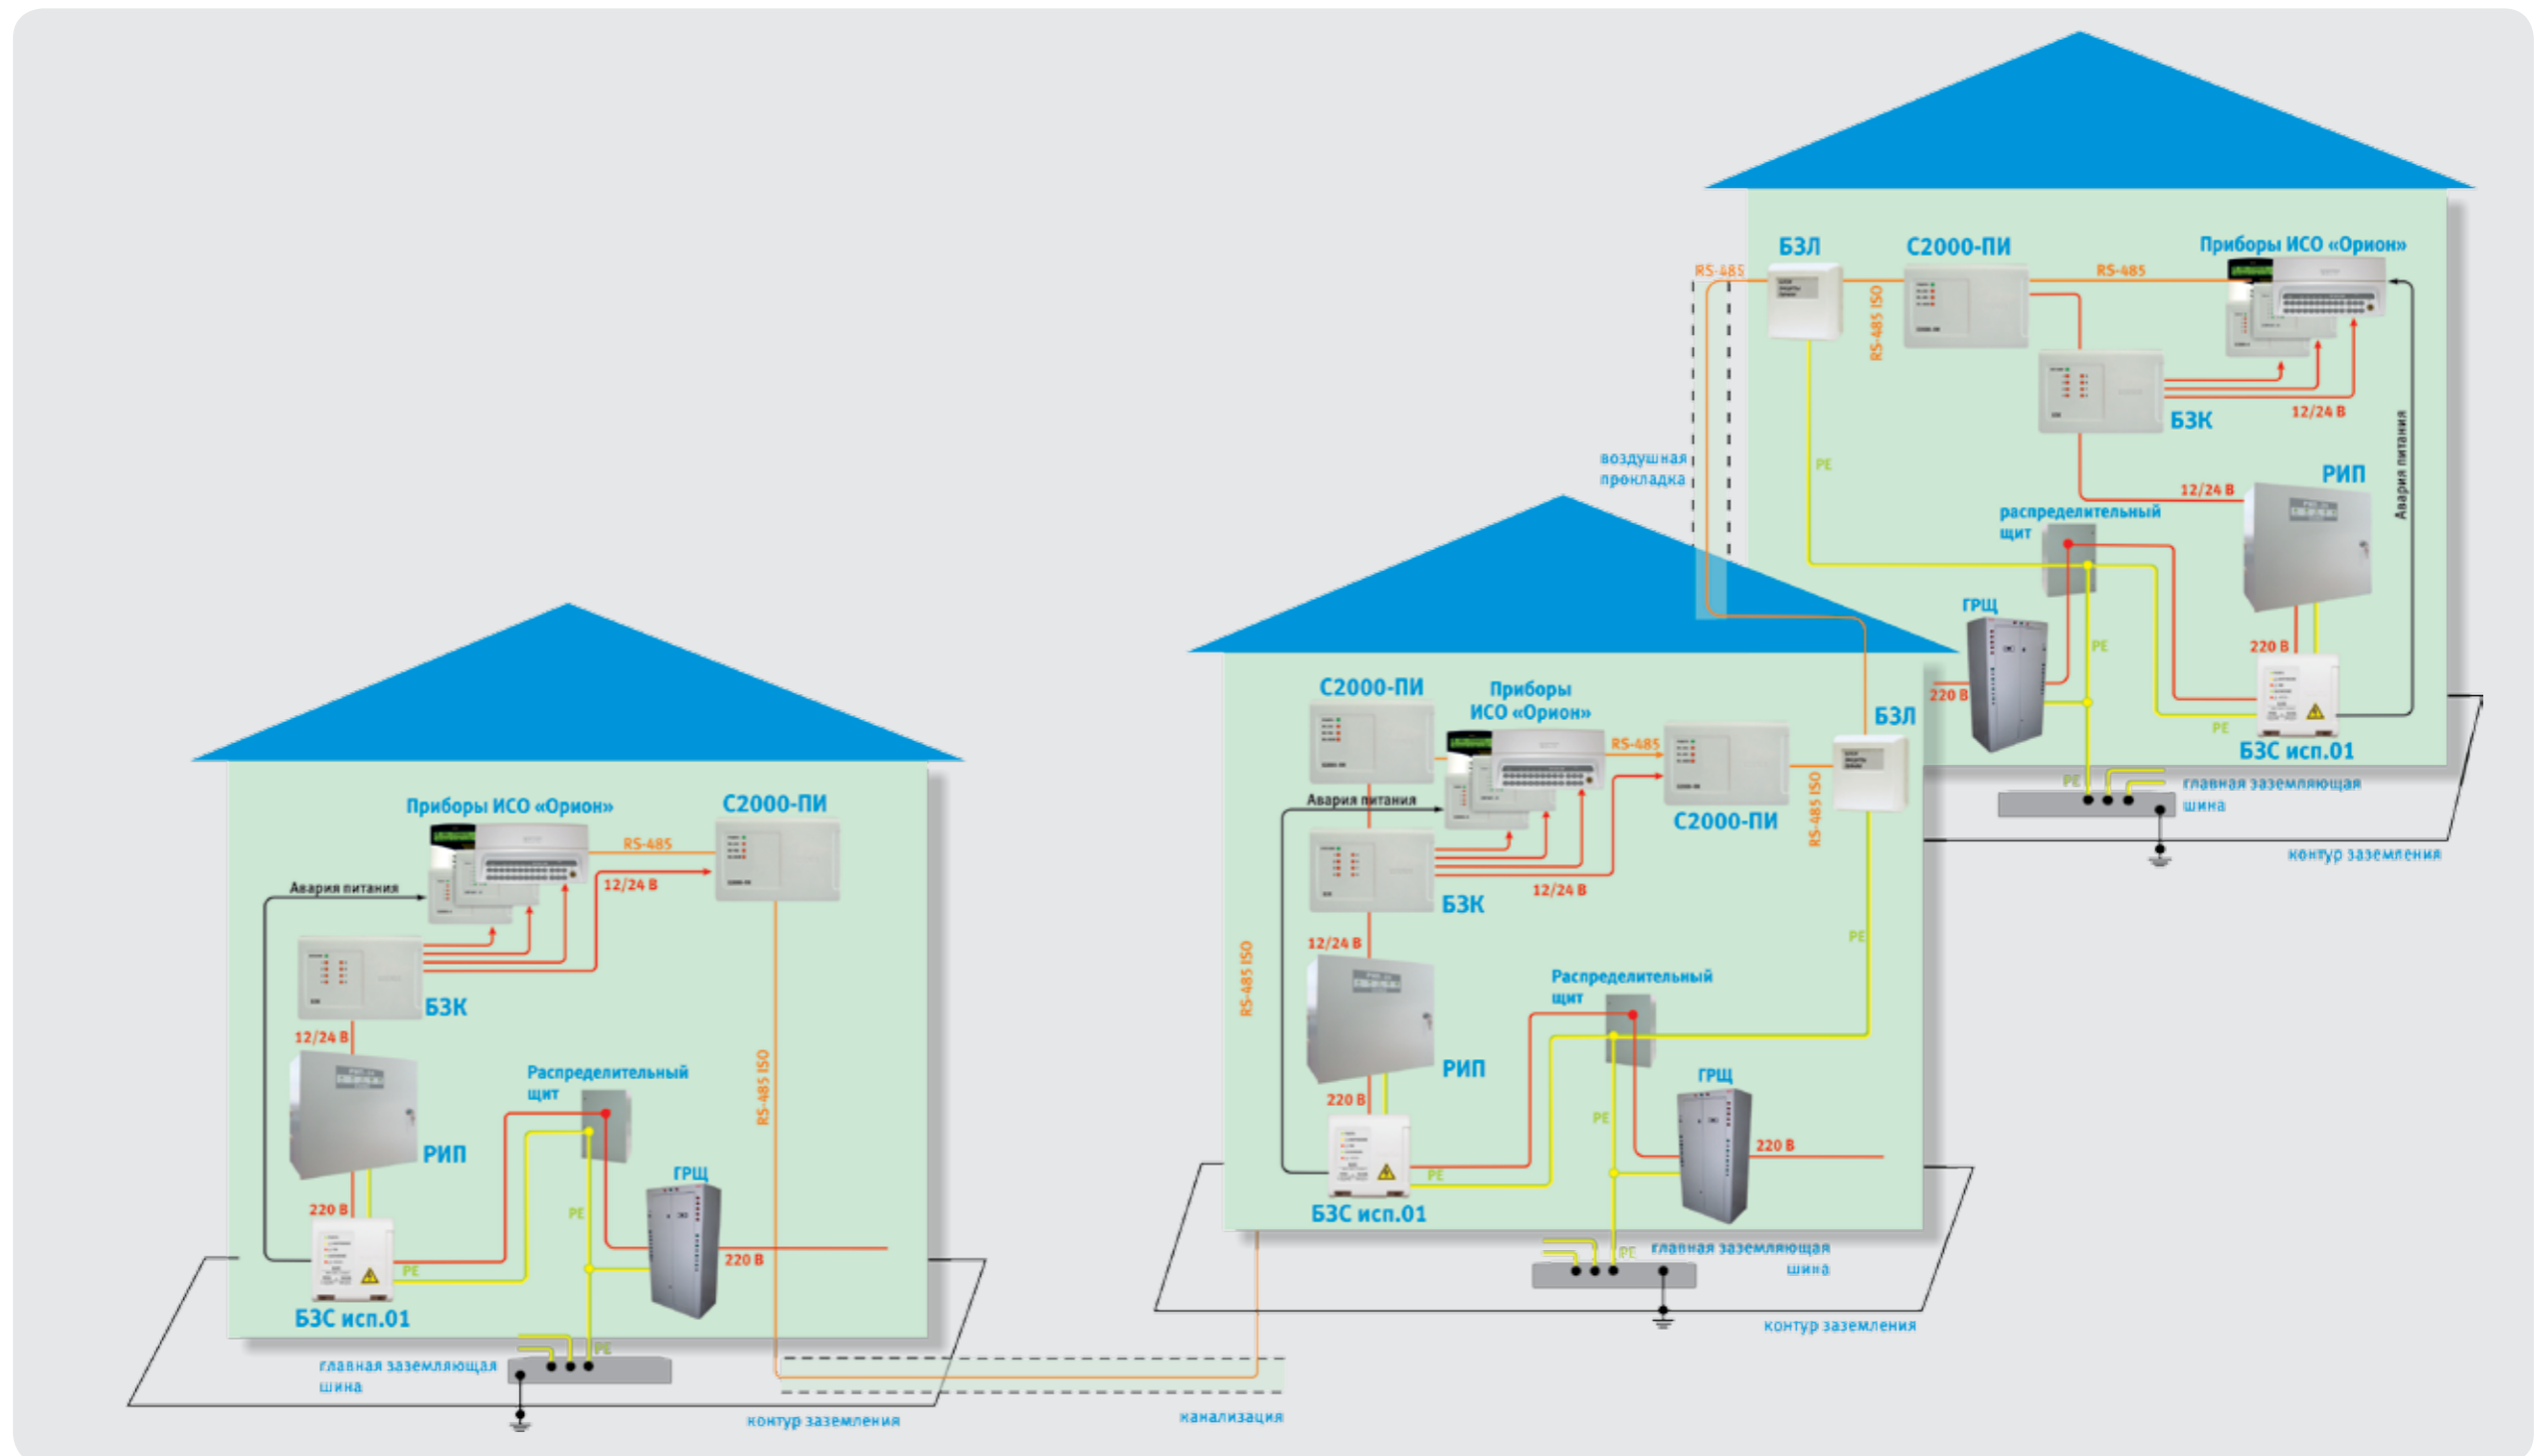 БЗЛ
С2000-ПИ
Приборы ИСО «Орион»
RS-485
RS-485
RS-485 ISO
12/24 В
БЗК
Авария питания
воздушная
прокладка
PE
РИП
12/24 В
распределительный
щит
ГРЩ
PE
220 В
220 В
PE
БЗС исп.01
PE
главная заземляющая
шина
контур заземления
С2000-ПИ
Приборы
ИСО «Орион»
RS-485
БЗЛ
Авария питания
С2000-ПИ
RS-485 ISO
12/24 В
БЗК
PE
12/24 В
RS-485 ISO
Распределительный
щит
РИП
ГРЩ
220 В
PE
220 В
PE
БЗС исп.01
PE
главная заземляющая
шина
контур заземления
Приборы ИСО «Орион»
С2000-ПИ
RS-485
Авария питания
12/24 В
БЗК
12/24 В
RS-485 ISO
Распределительный
щит
РИП
ГРЩ
220 В
PE
220 В
PE
БЗС исп.01
PE
главная заземляющая
шина
контур заземления
канализация